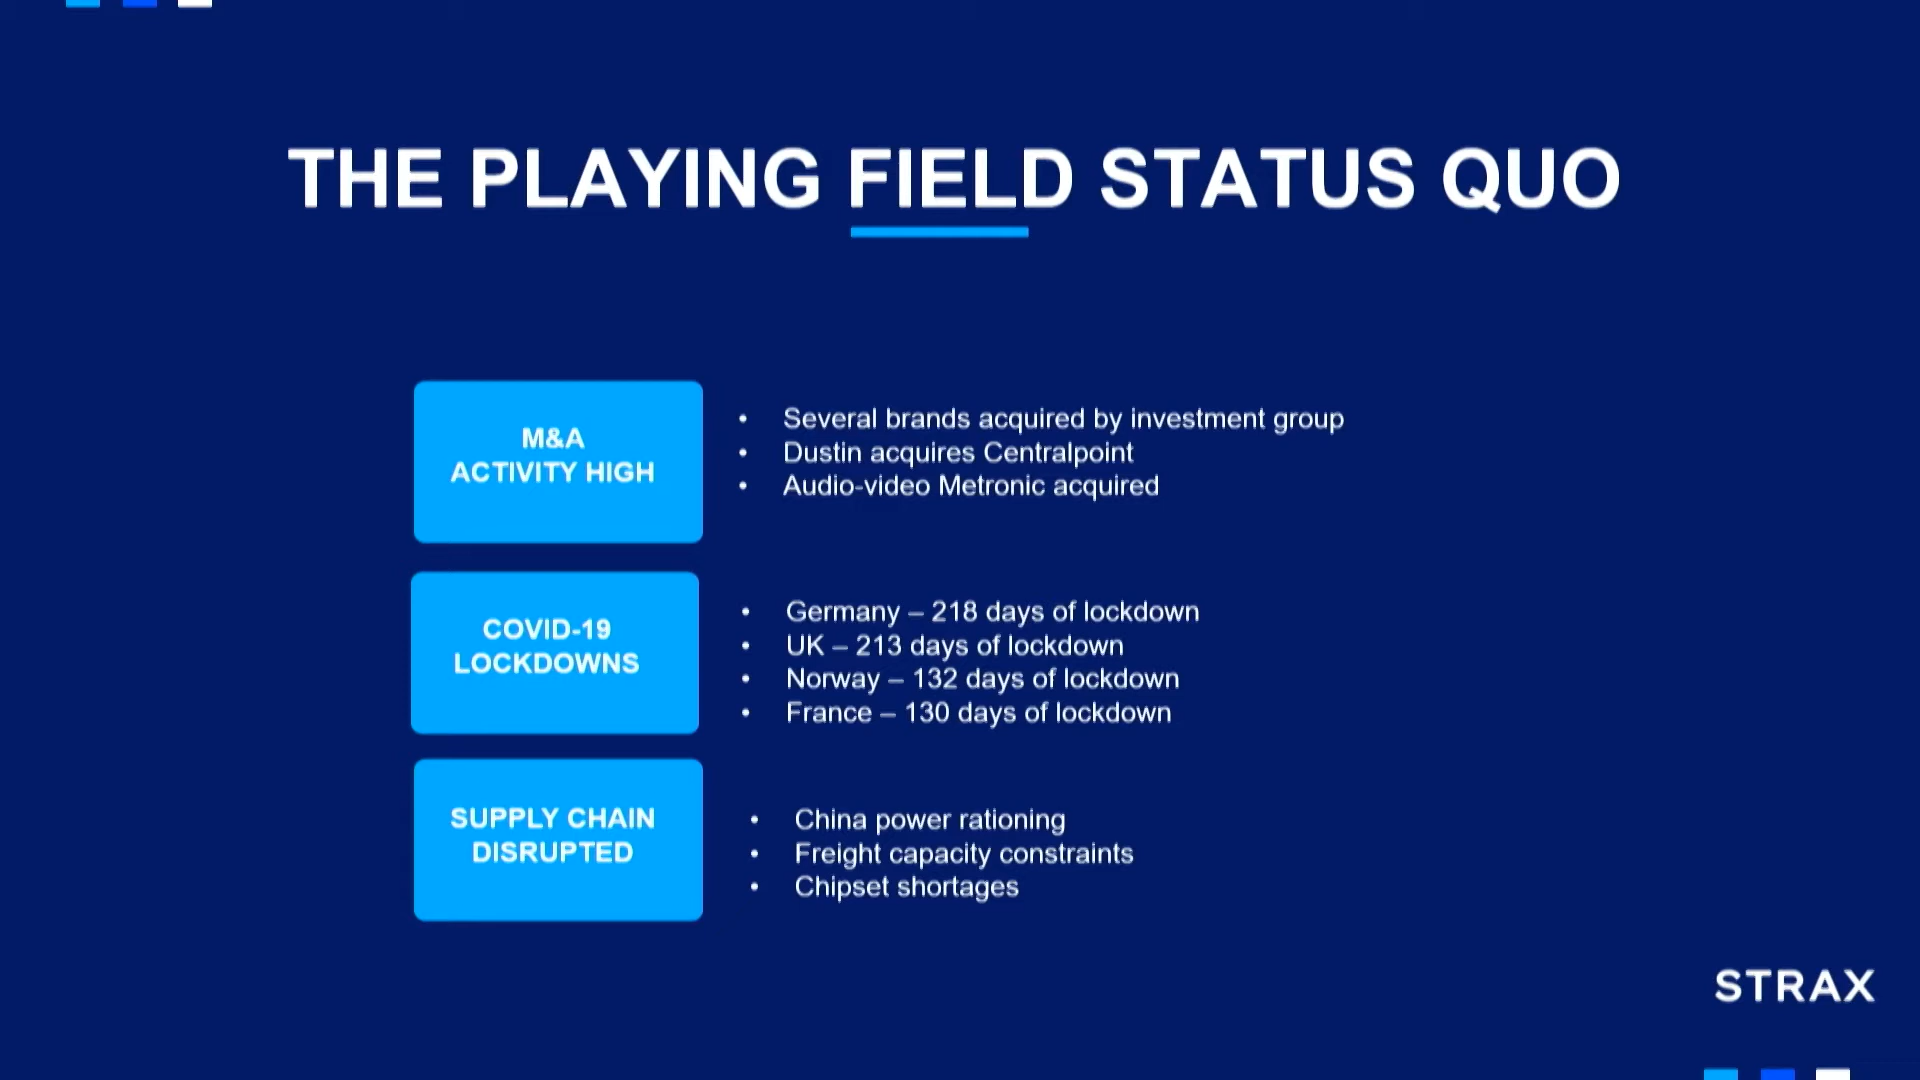 THE PLAYING FIELD STATUS QUO
M&A
ACTIVITY HIGH
• Several brands acquired by investment group
• Dustin acquires Centralpoint
• Audio-video Metronic acquired
COVID-19
LOCKDOWNS
• Germany – 218 days of lockdown
• UK – 213 days of lockdown
• Norway – 132 days of lockdown
• France – 130 days of lockdown
SUPPLY CHAIN
DISRUPTED
• China power rationing
• Freight capacity constraints
• Chipset shortages
STRAX